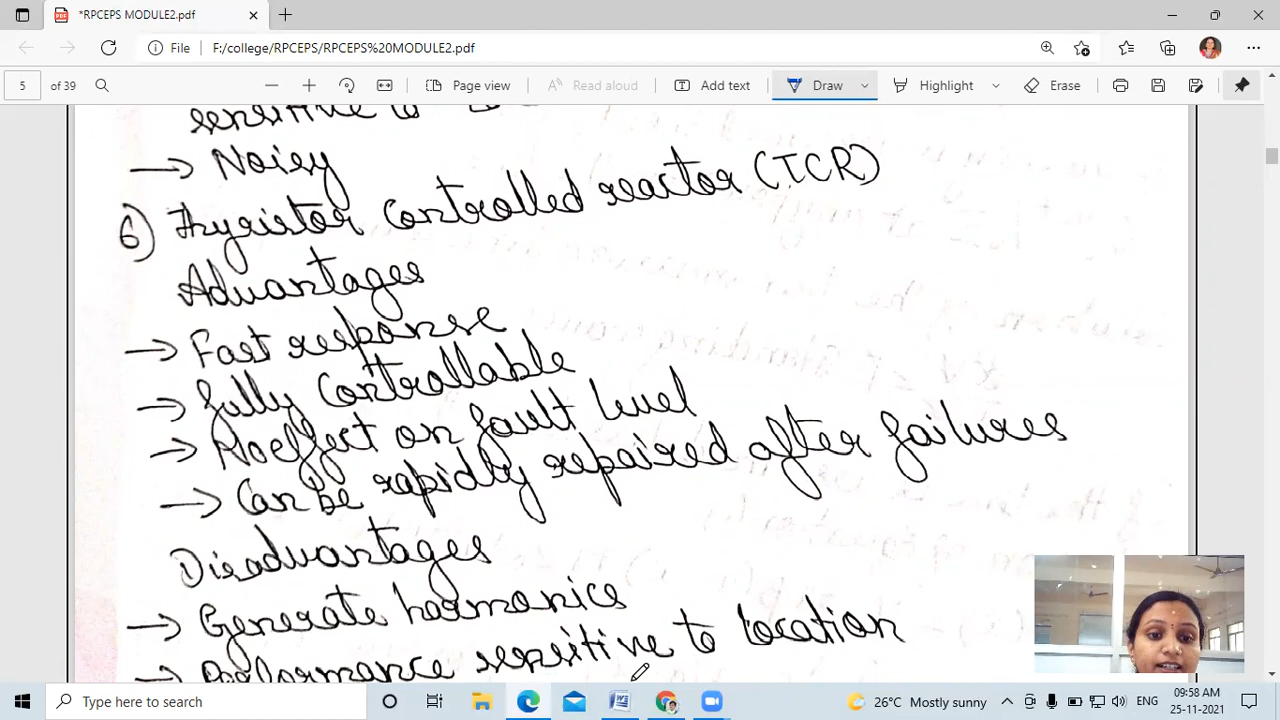 *RPCEPS MODULE2.pdf
File F:/college/RPCEPS/RPCEPS%20MODULE2.pdf
5 of 39 Page view Read aloud Add text Draw Highlight Erase
sensitive to
→ Noisy
6) Thyristor controlled reactor (TCR)
Advantages
→ Fast response
→ fully controllable
→ No effect on fault level
→ Can be rapidly repaired after failures
Disadvantages
→ Generate harmonics
→ Performance sensitive to location
Type here to search 26°C Mostly sunny ENG 09:58 AM
25-11-2021